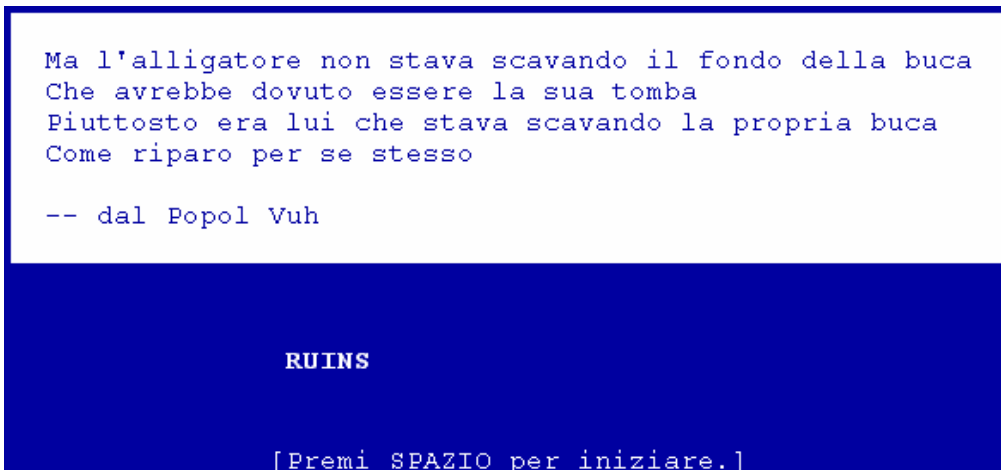 Ma l'alligatore non stava scavando il fondo della buca
Che avrebbe dovuto essere la sua tomba
Piuttosto era lui che stava scavando la propria buca
Come riparo per se stesso
-- dal Popol Vuh
RUINS
[Premi SPAZIO per iniziare.]